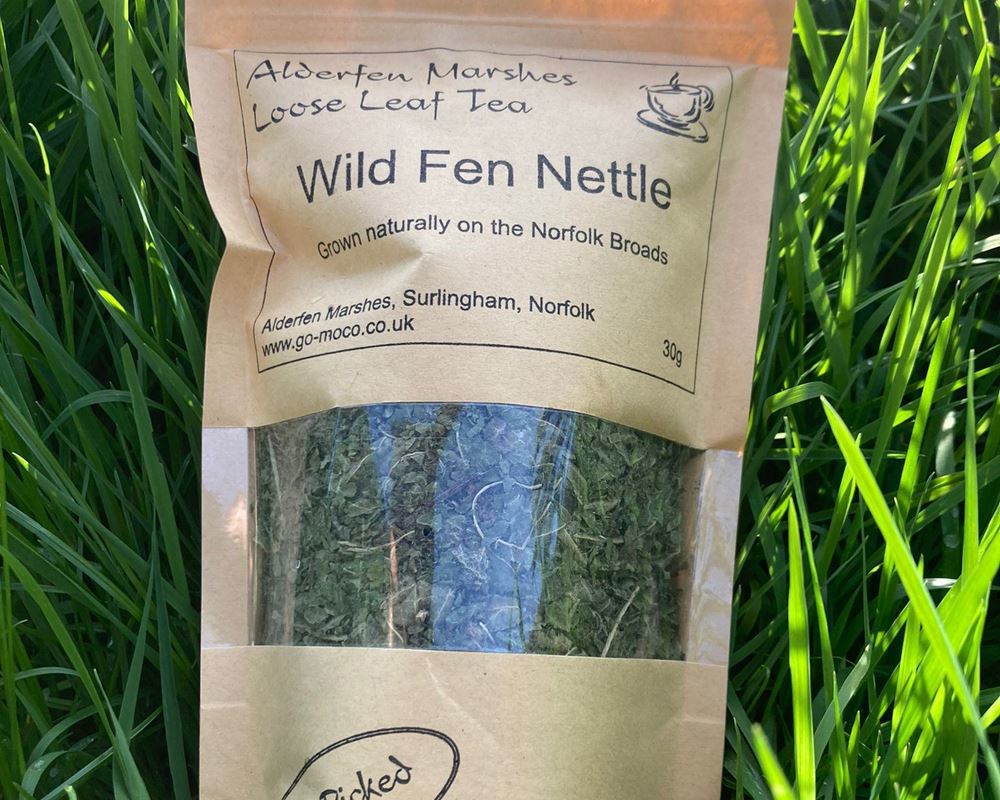 Alderfen Marshes
Loose Leaf Tea
Wild Fen Nettle
Grown naturally on the Norfolk Broads
Alderfen Marshes, Surlingham, Norfolk
www.go-moco.co.uk
30g
Picked